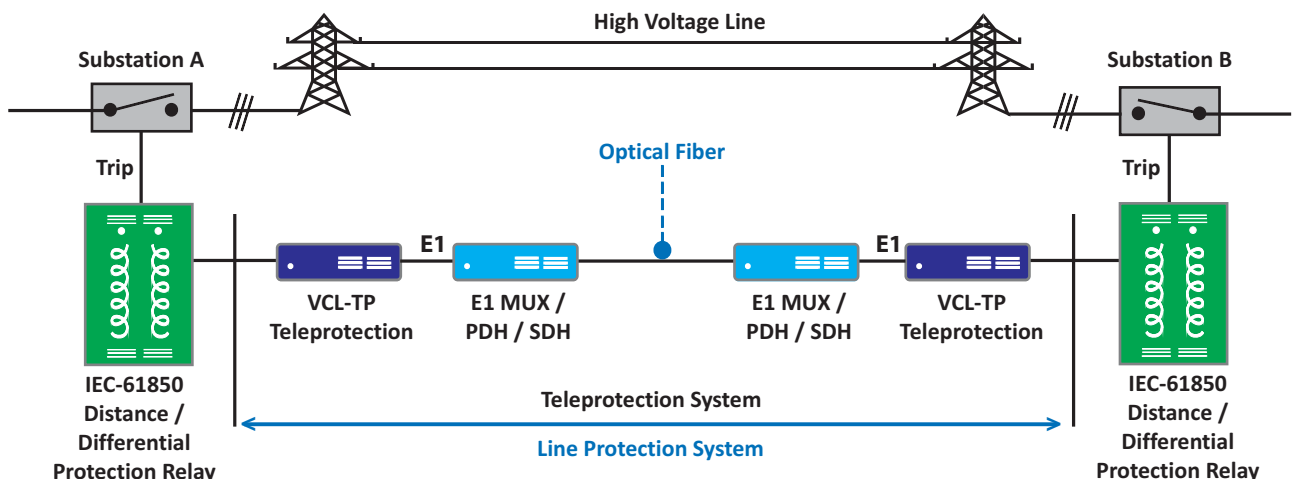 High Voltage Line
Substation A
Substation B
Trip
Trip
Optical Fiber
E1
E1
VCL-TP
Teleprotection
E1 MUX /
PDH / SDH
E1 MUX /
PDH / SDH
VCL-TP
Teleprotection
IEC-61850
Distance /
Differential
Protection Relay
Teleprotection System
Line Protection System
IEC-61850
Distance /
Differential
Protection Relay